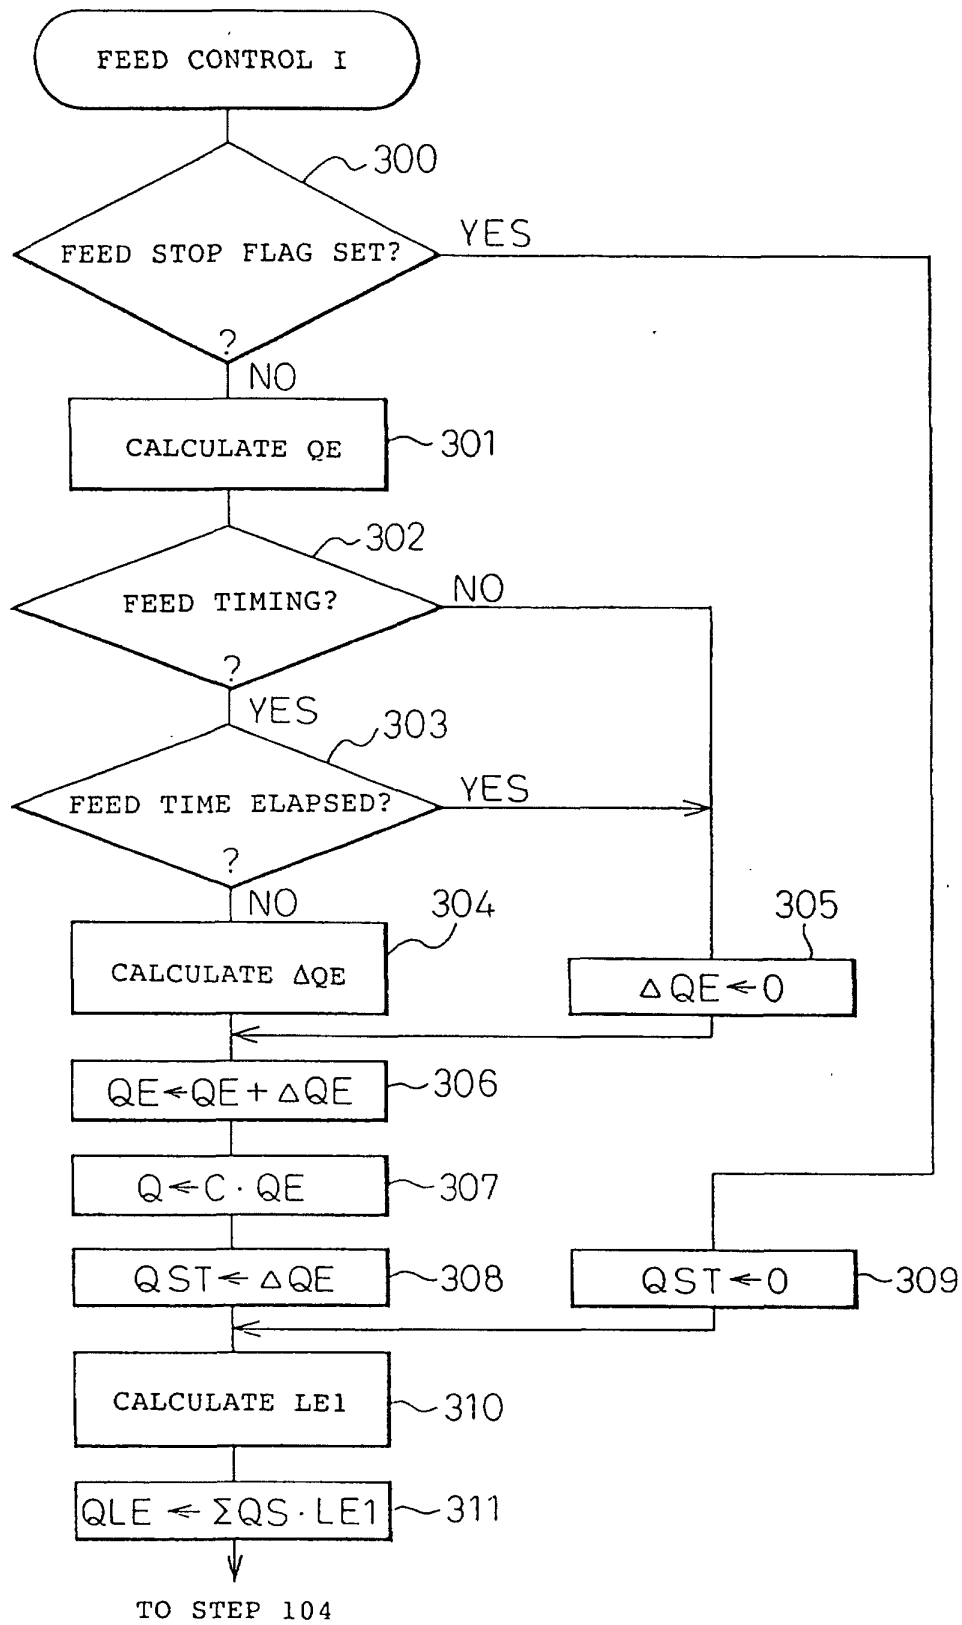 FEED CONTROL I
300
FEED STOP FLAG SET?
YES
?
NO
CALCULATE QE
301
302
FEED TIMING?
NO
?
YES
303
FEED TIME ELAPSED?
YES
?
NO
304
CALCULATE ΔQE
305
ΔQE←0
QE←QE+ΔQE
306
Q←C·QE
307
QST←ΔQE
308
QST←0
309
CALCULATE LE1
310
QLE←ΣQS·LE1
311
TO STEP 104